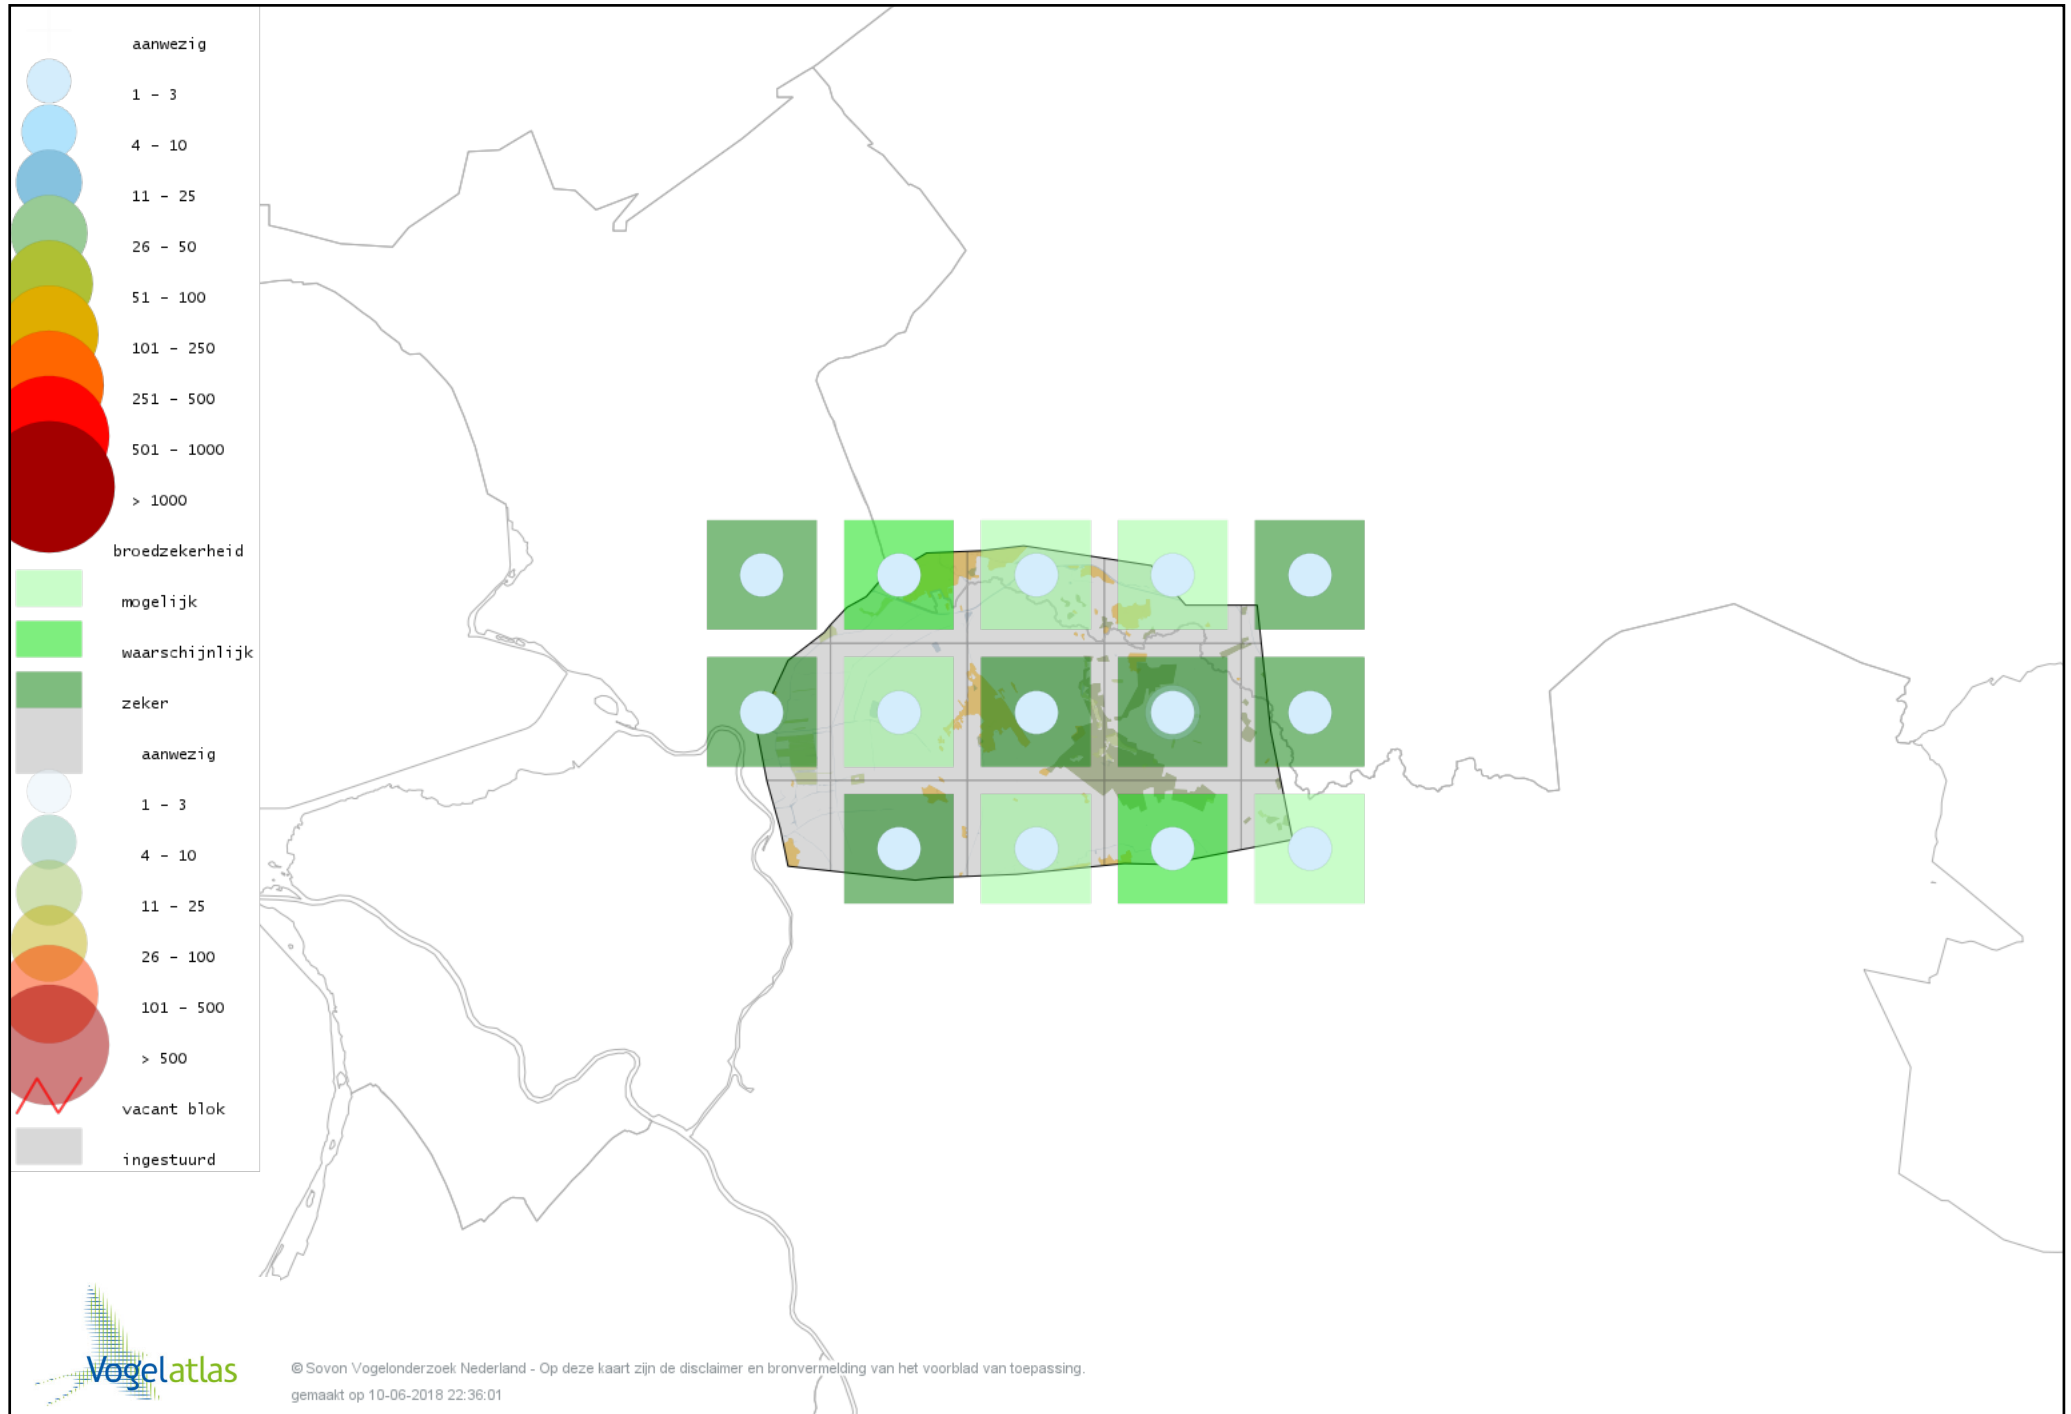 aanwezig
1 - 3
4 - 10
11 - 25
26 - 50
51 - 100
101 - 250
251 - 500
501 - 1000
> 1000
broedzekerheid
mogelijk
waarschijnlijk
zeker
aanwezig
1 - 3
4 - 10
11 - 25
26 - 100
101 - 500
> 500
vacant blok
ingestuurd
Vogelatlas
© Sovon Vogelonderzoek Nederland - Op deze kaart zijn de disclaimer en bronvermelding van het voorblad van toepassing.
gemaakt op 10-06-2018 22:36:01